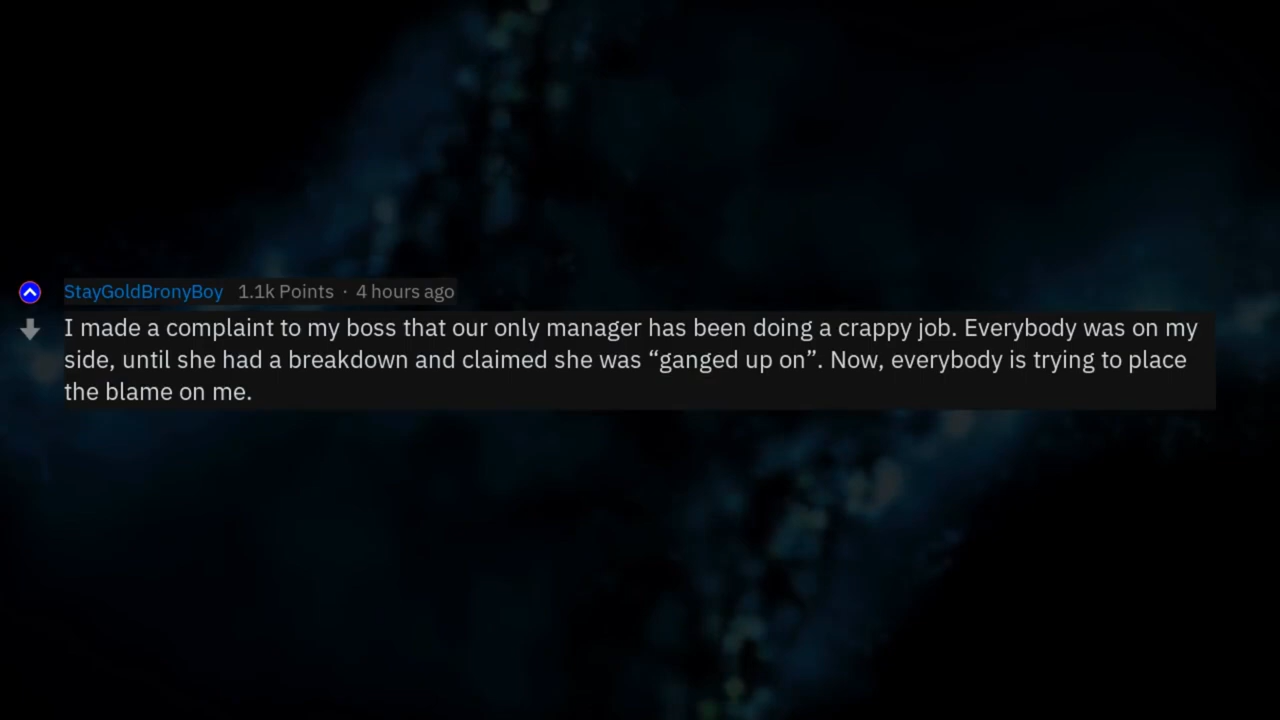 StayGoldBronyBoy 1.1k Points · 4 hours ago
I made a complaint to my boss that our only manager has been doing a crappy job. Everybody was on my
side, until she had a breakdown and claimed she was “ganged up on”. Now, everybody is trying to place
the blame on me.